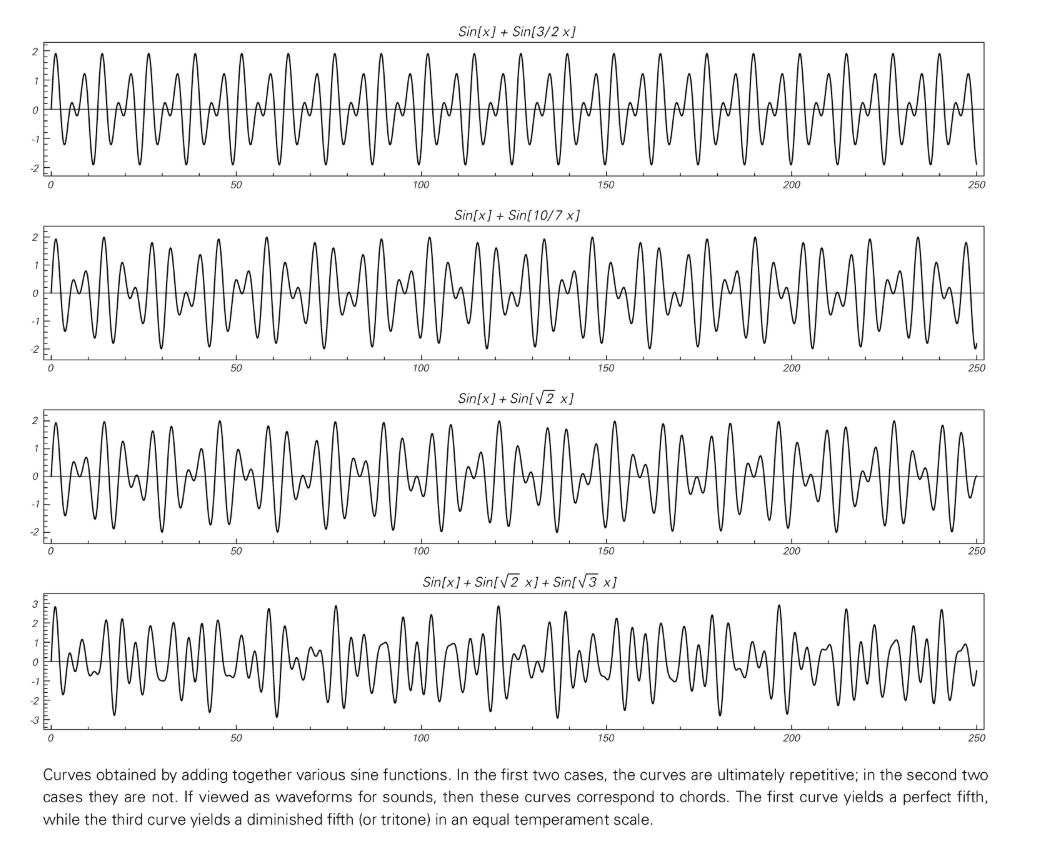 Sin[x] + Sin[3/2 x]
2
1
0
-1
-2
0 50 100 150 200 250
Sin[x] + Sin[10/7 x]
2
1
0
-1
-2
0 50 100 150 200 250
Sin[x] + Sin[√2 x]
2
1
0
-1
-2
0 50 100 150 200 250
Sin[x] + Sin[√2 x] + Sin[√3 x]
3
2
1
0
-1
-2
-3
0 50 100 150 200 250
Curves obtained by adding together various sine functions. In the first two cases, the curves are ultimately repetitive; in the second two
cases they are not. If viewed as waveforms for sounds, then these curves correspond to chords. The first curve yields a perfect fifth,
while the third curve yields a diminished fifth (or tritone) in an equal temperament scale.